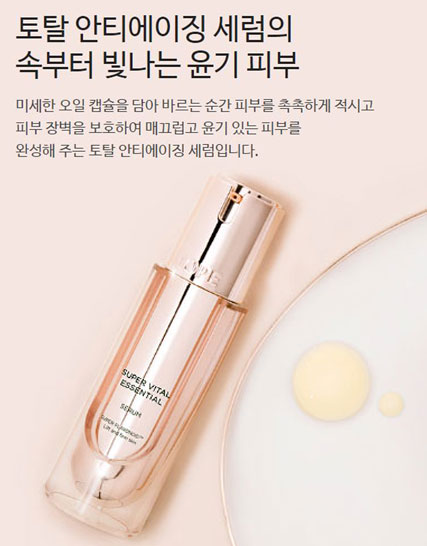 토탈 안티에이징 세럼의
속부터 빛나는 윤기 피부
미세한 오일 캡슐을 담아 바르는 순간 피부를 촉촉하게 적시고
피부 장벽을 보호하여 매끄럽고 윤기 있는 피부를
완성해 주는 토탈 안티에이징 세럼입니다.
SUPER VITAL
ESSENTIAL
SERUM
Lift and firm skin